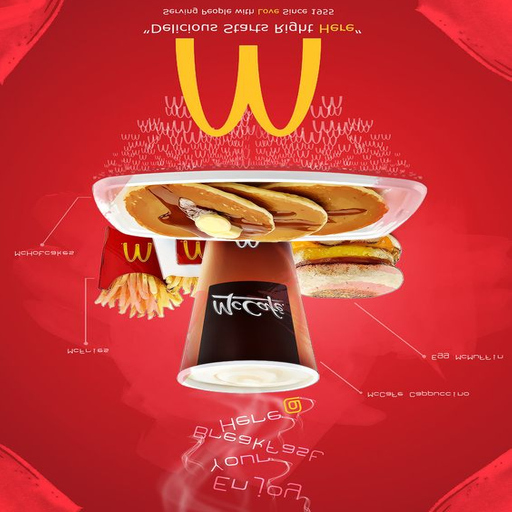 Enjoy
Your
Breakfast
Here@
McCafe Cappuccino
Egg McMuffin
McFries
McCafé
McHotcakes
"Delicious Starts Right Here"
Serving People with Love Since 1955